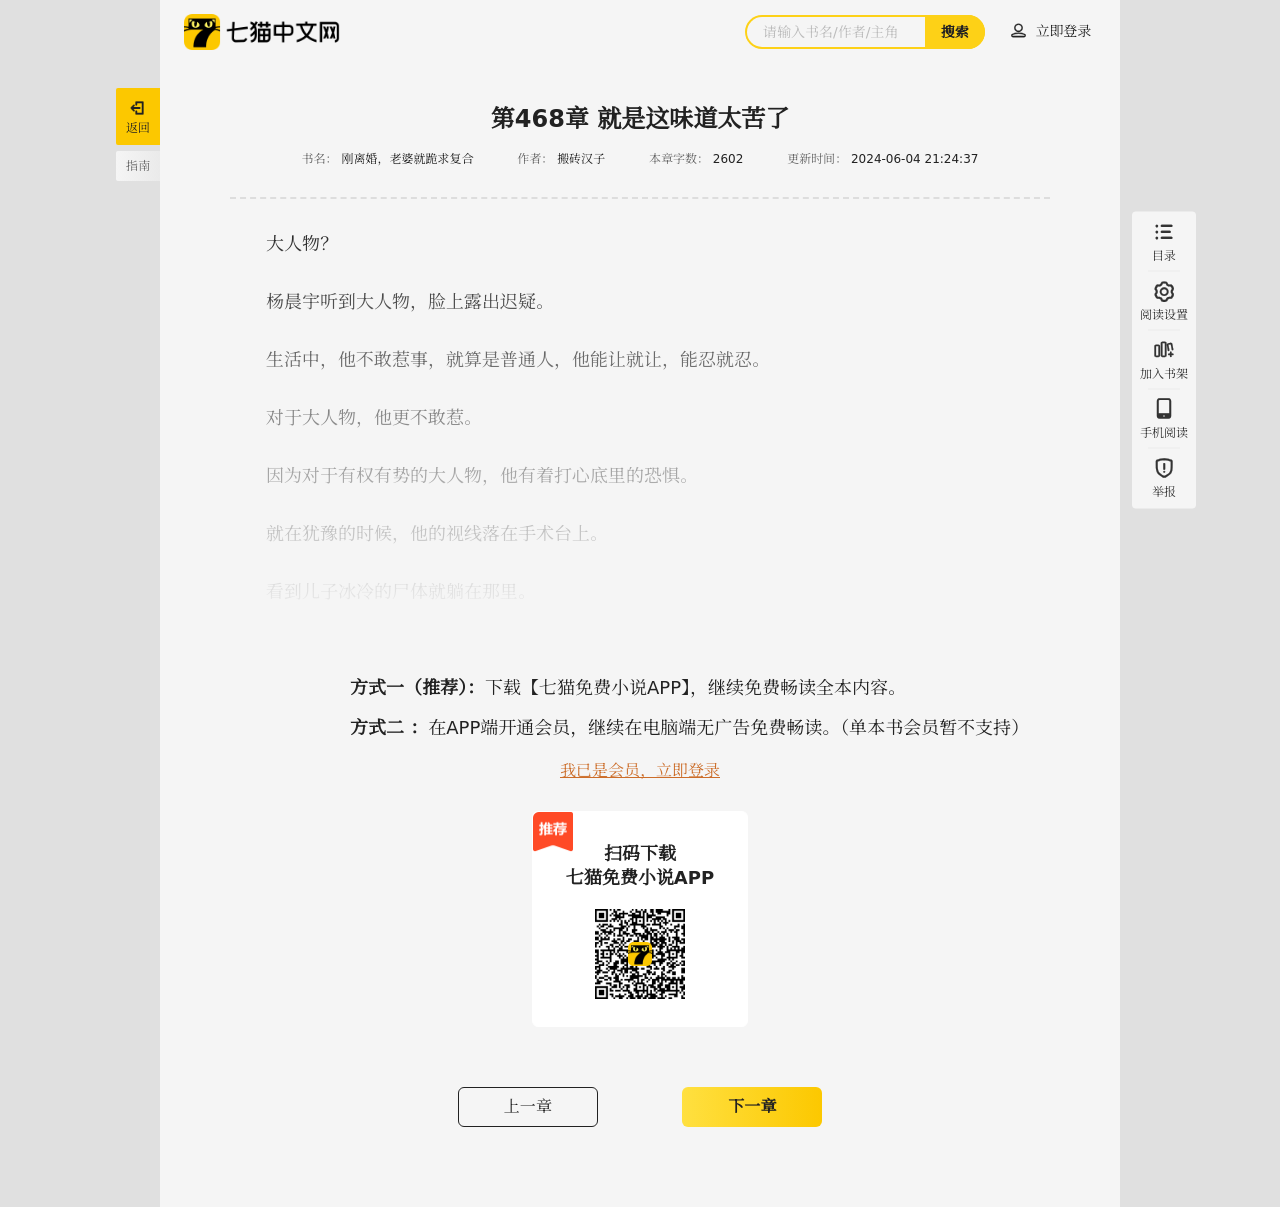 七猫中文网
请输入书名/作者/主角
搜索
立即登录
返回
指南
第468章 就是这味道太苦了
书名： 刚离婚，老婆就跪求复合 作者： 搬砖汉子 本章字数： 2602 更新时间： 2024-06-04 21:24:37
大人物？
杨晨宇听到大人物，脸上露出迟疑。
生活中，他不敢惹事，就算是普通人，他能让就让，能忍就忍。
对于大人物，他更不敢惹。
因为对于有权有势的大人物，他有着打心底里的恐惧。
就在犹豫的时候，他的视线落在手术台上。
看到儿子冰冷的尸体就躺在那里。
目录
阅读设置
加入书架
手机阅读
举报
方式一（推荐）： 下载【七猫免费小说APP】，继续免费畅读全本内容。
方式二 ： 在APP端开通会员，继续在电脑端无广告免费畅读。（单本书会员暂不支持）
我已是会员，立即登录
推荐
扫码下载
七猫免费小说APP
上一章
下一章